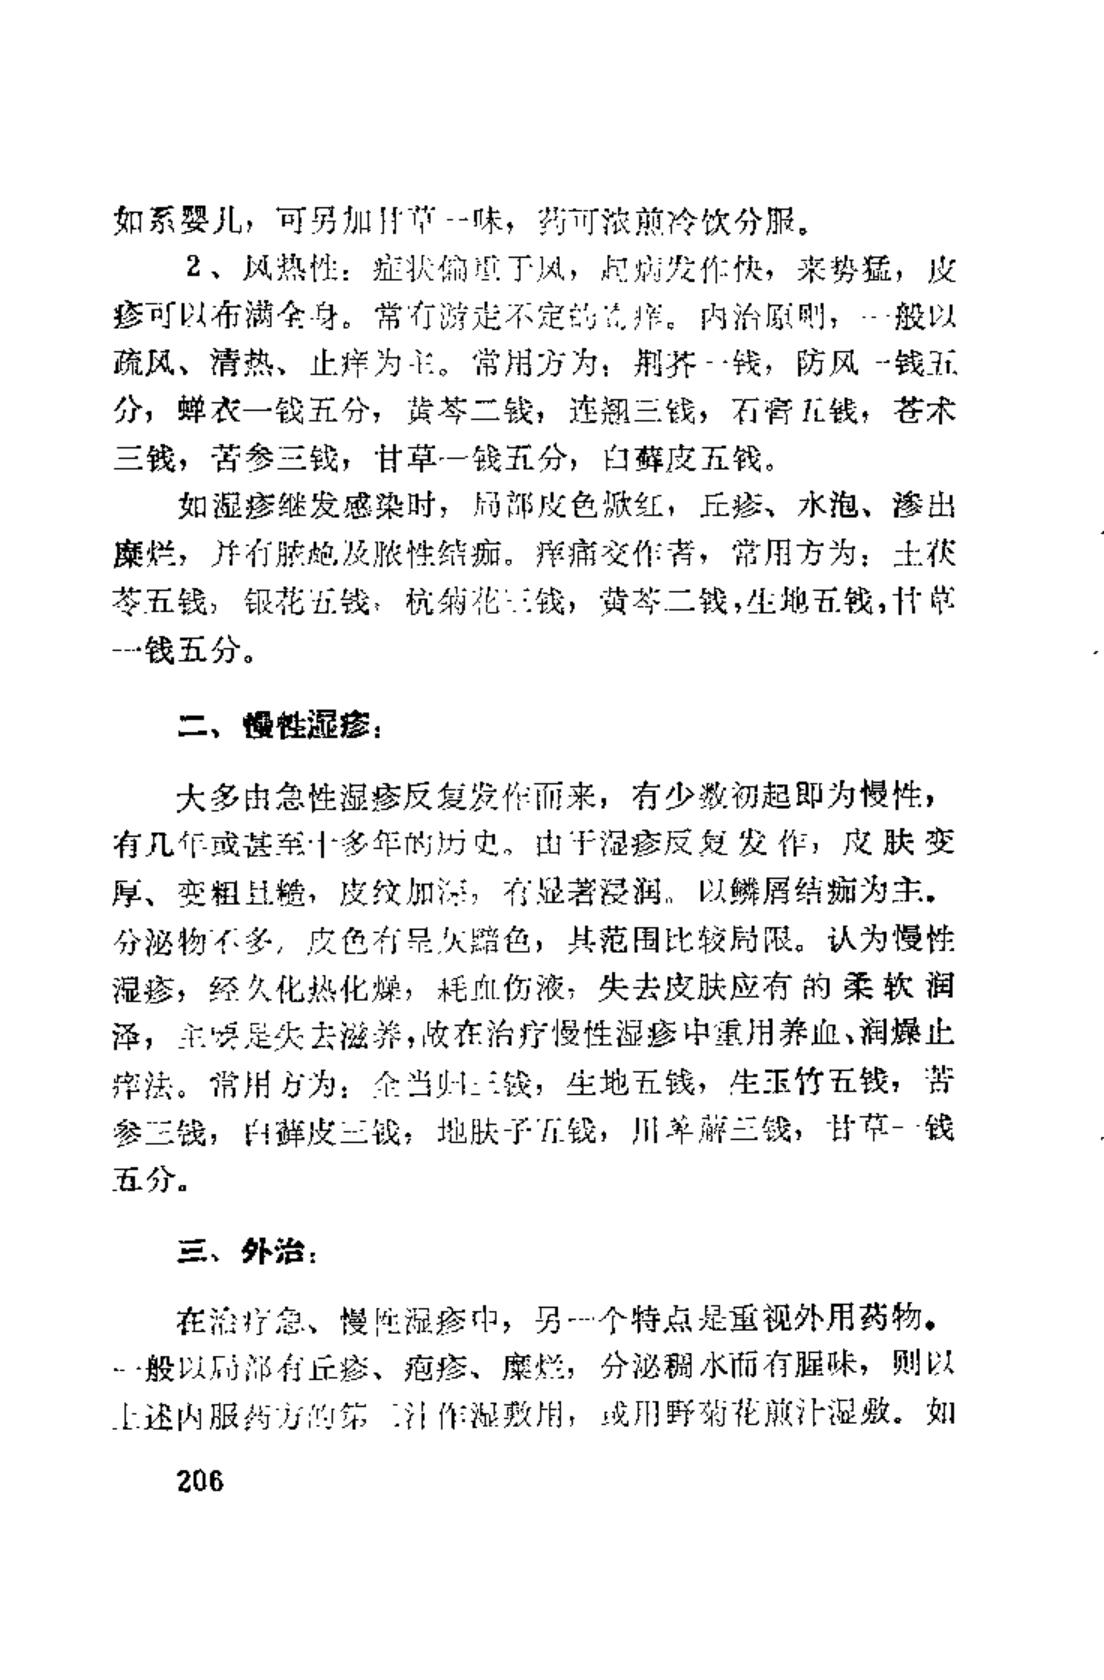 如系婴儿，可另加甘草一味，药可浓煎冷饮分服。
2、风热性：症状偏重于风，起病发作快，来势猛，皮
疹可以布满全身。常有游走不定的奇痒。内治原则，一般以
疏风、清热、止痒为主。常用方为：荆芥一钱，防风一钱五
分，蝉衣一钱五分，黄芩二钱，连翘三钱，石膏五钱，苍术
三钱，苦参三钱，甘草一钱五分，白藓皮五钱。
如湿疹继发感染时，局部皮色焮红，丘疹、水泡、渗出
糜烂，并有脓疱及脓性结痂。痒痛交作者，常用方为：土茯
苓五钱，银花五钱，杭菊花三钱，黄芩二钱，生地五钱，甘草
一钱五分。
二、慢性湿疹：
大多由急性湿疹反复发作而来，有少数初起即为慢性，
有几年或甚至十多年的历史。由于湿疹反复发作，皮肤变
厚、变粗且糙，皮纹加深，有显著浸润。以鳞屑结痂为主。
分泌物不多，皮色有呈灰黯色，其范围比较局限。认为慢性
湿疹，经久化热化燥，耗血伤液，失去皮肤应有的柔软润
泽，主要是失去滋养，故在治疗慢性湿疹中重用养血、润燥止
痒法。常用方为：全当归三钱，生地五钱，生玉竹五钱，苦
参三钱，白藓皮三钱，地肤子五钱，川萆薢三钱，甘草一钱
五分。
三、外治：
在治疗急、慢性湿疹中，另一个特点是重视外用药物。
一般以局部有丘疹、疱疹、糜烂，分泌稠水而有腥味，则以
上述内服药方的第二汁作湿敷用，或用野菊花煎汁湿敷。如
206